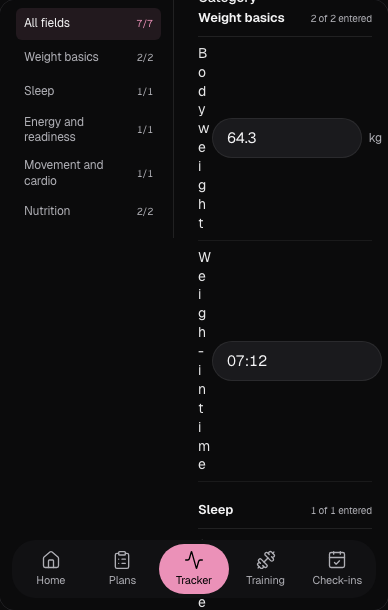 All fields 7/7
Weight basics 2/2
Sleep 1/1
Energy and
readiness 1/1
Movement and
cardio 1/1
Nutrition 2/2
Category
Weight basics 2 of 2 entered
B
o
d
y
w
e
i
g
h
t
64.3 kg
W
e
i
g
h
-
i
n
t
i
m
e
07:12
Sleep 1 of 1 entered
e
Home
Plans
Tracker
Training
Check-ins